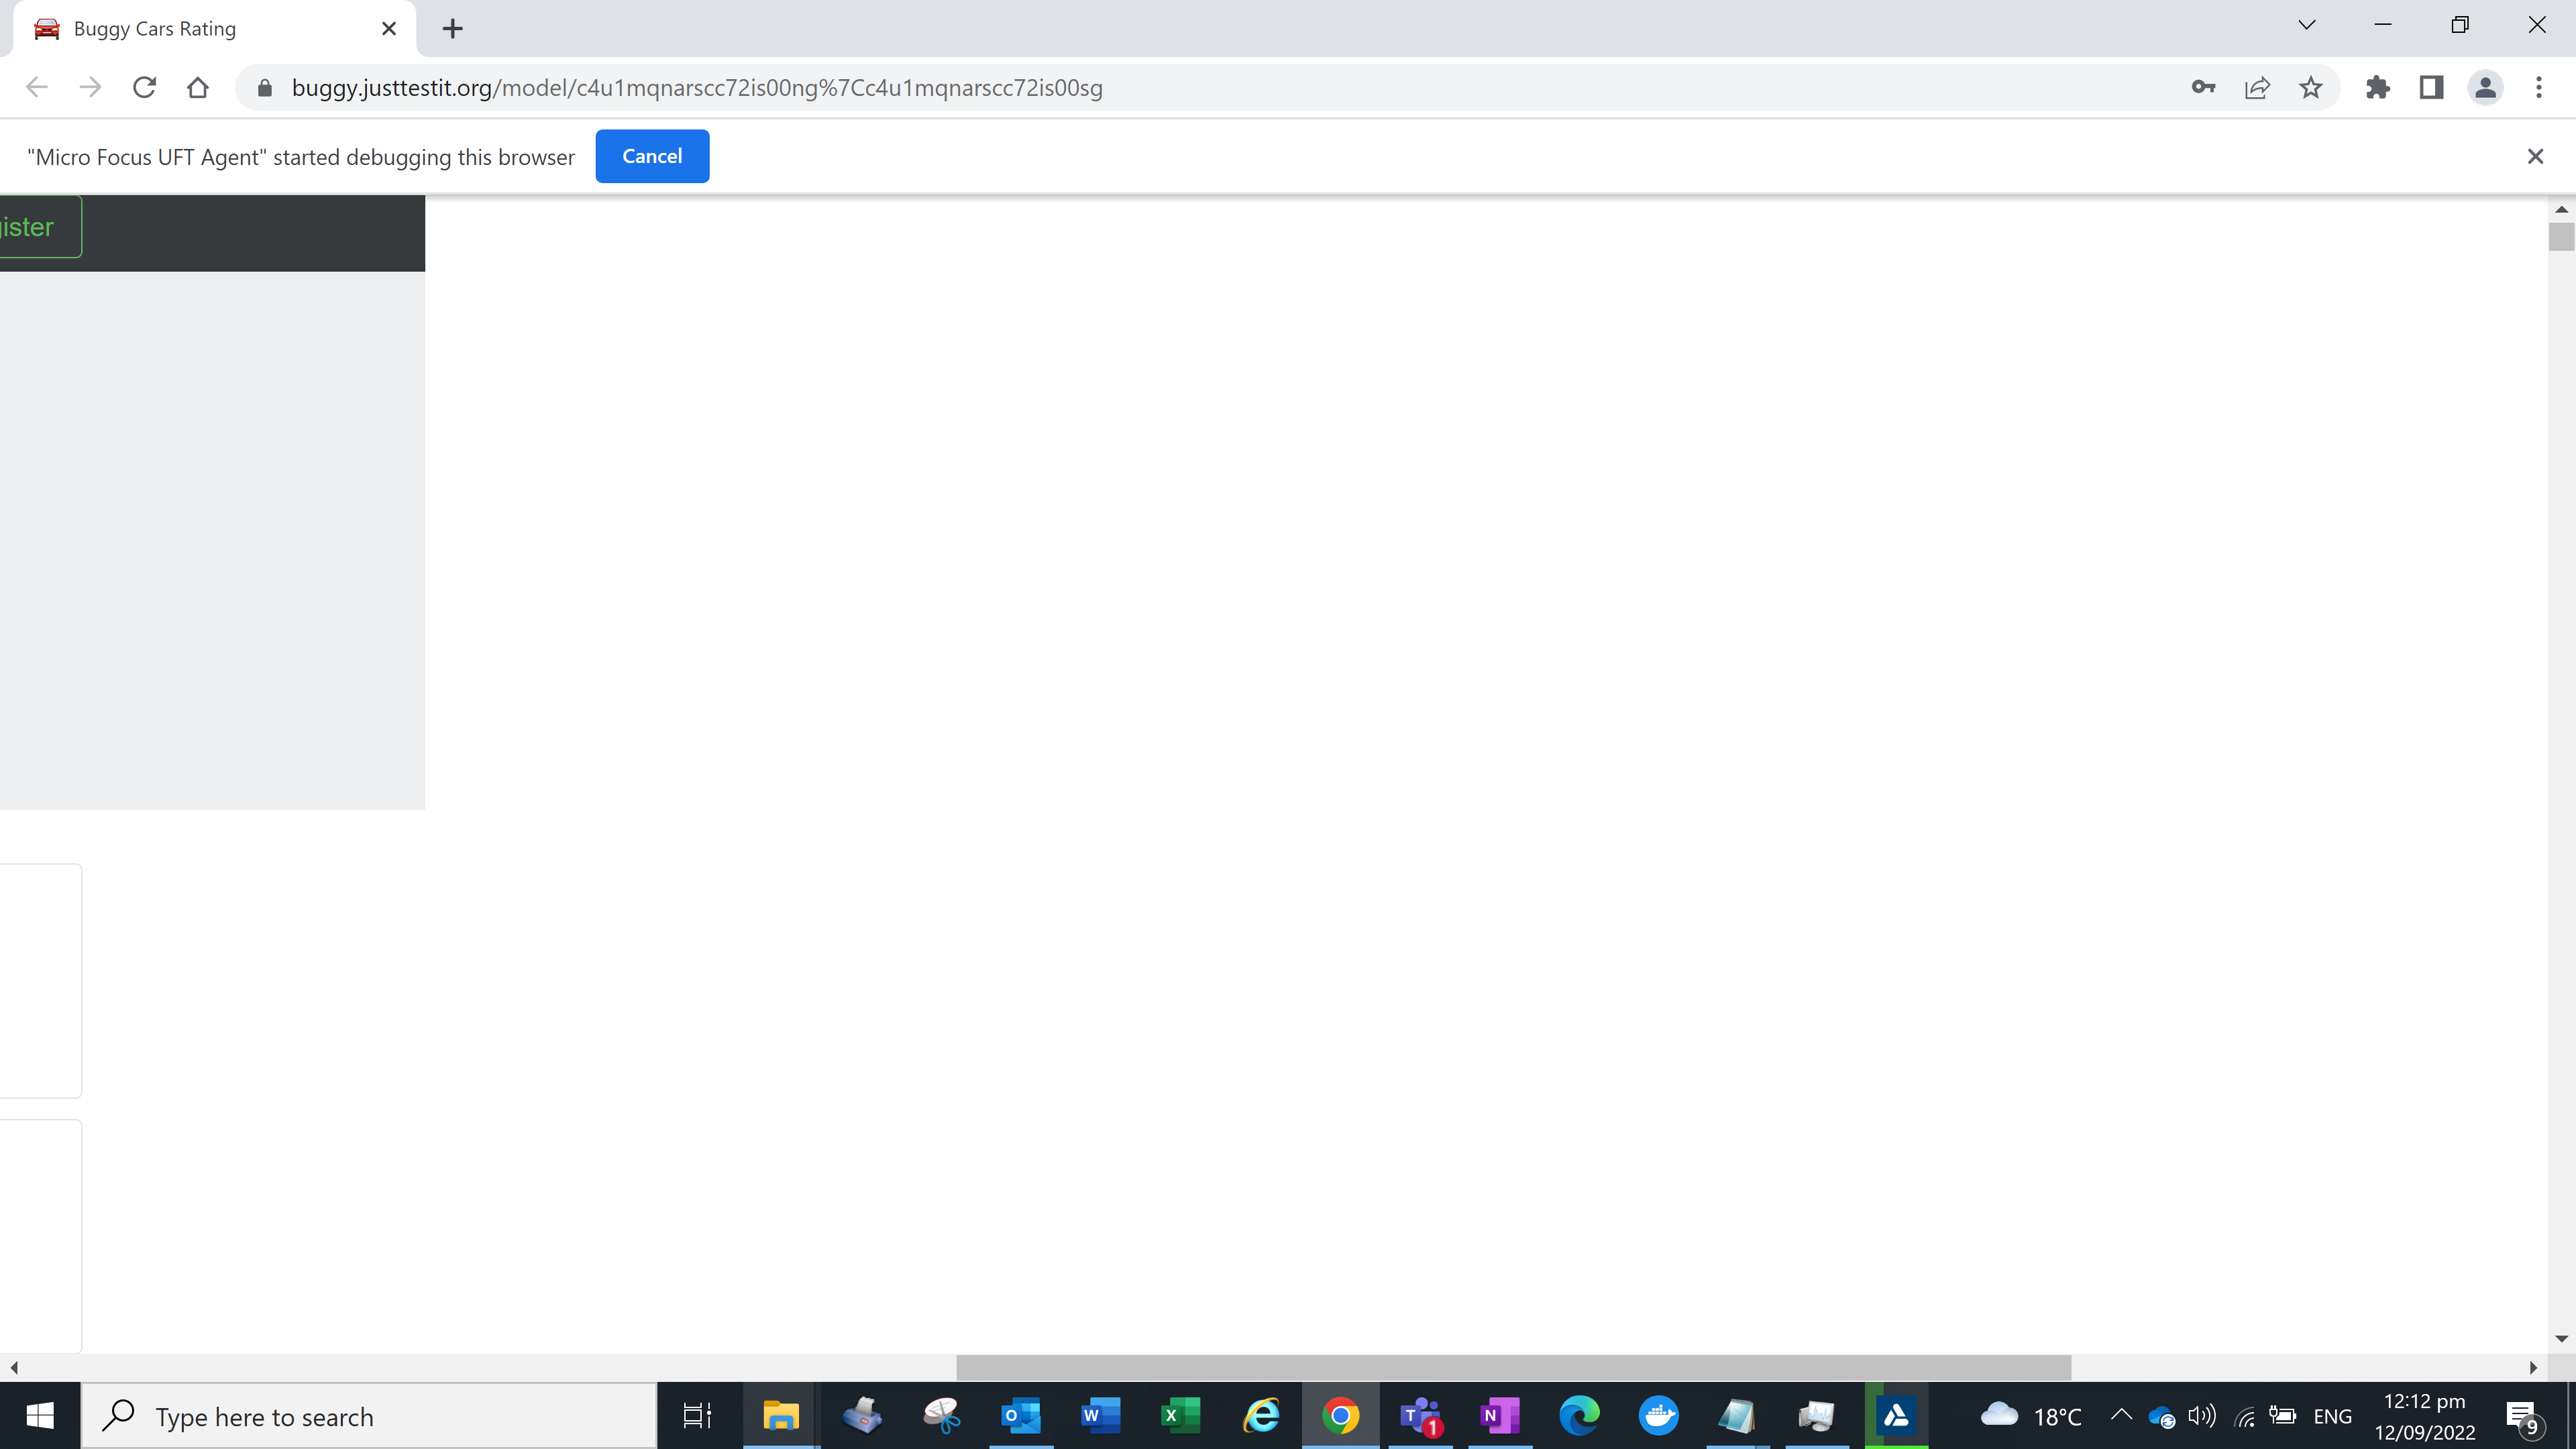 Buggy Cars Rating
buggy.justtestit.org/model/c4u1mqnarscc72is00ng%7Cc4u1mqnarscc72is00sg
"Micro Focus UFT Agent" started debugging this browser
Cancel
ister
Type here to search
O
W
X
T
1
N
18°C
ENG
12:12 pm
12/09/2022
9